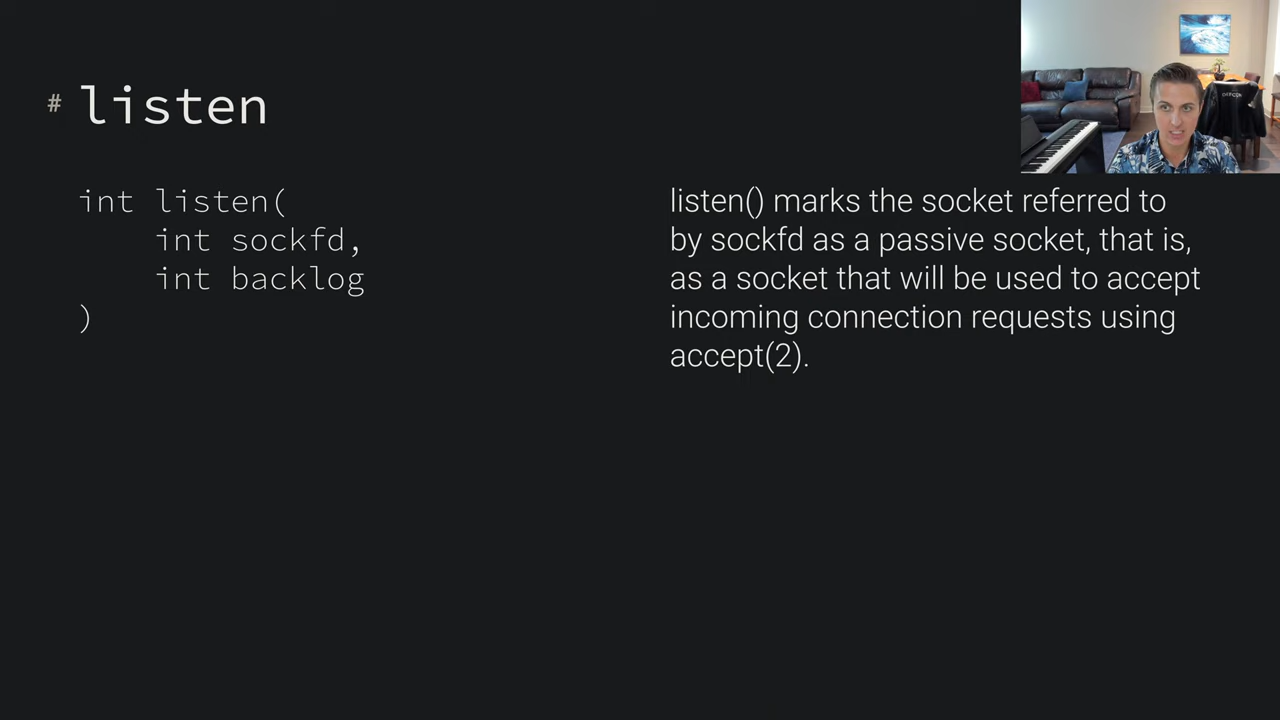 # listen
int listen(
int sockfd,
int backlog
)
listen() marks the socket referred to
by sockfd as a passive socket, that is,
as a socket that will be used to accept
incoming connection requests using
accept(2).